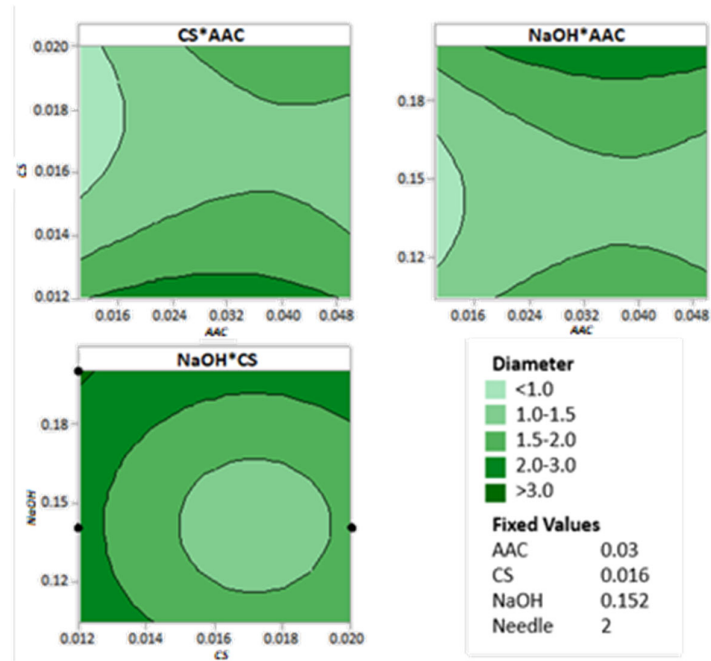 CS*AAC
0.020
0.018
0.016
0.014
0.012
CS
0.016 0.024 0.032 0.040 0.048
AAC
NaOH*AAC
0.18
0.15
0.12
0.016 0.024 0.032 0.040 0.048
AAC
NaOH*CS
0.18
0.15
0.12
NaOH
0.012 0.014 0.016 0.018 0.020
CS
Diameter
<1.0
1.0-1.5
1.5-2.0
2.0-3.0
>3.0
Fixed Values
AAC 0.03
CS 0.016
NaOH 0.152
Needle 2